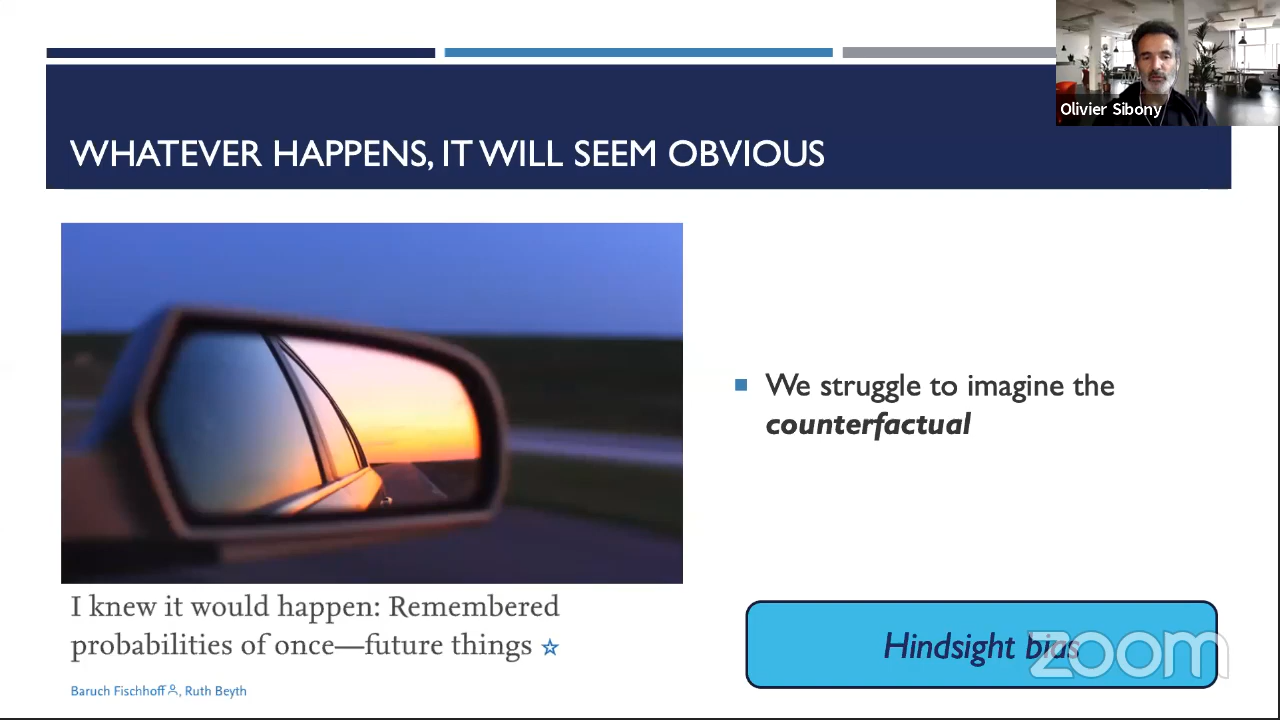 Olivier Sibony
WHATEVER HAPPENS, IT WILL SEEM OBVIOUS
We struggle to imagine the
counterfactual
I knew it would happen: Remembered
probabilities of once—future things ☆
Baruch Fischhoff, Ruth Beyth
Hindsight bias
zoom